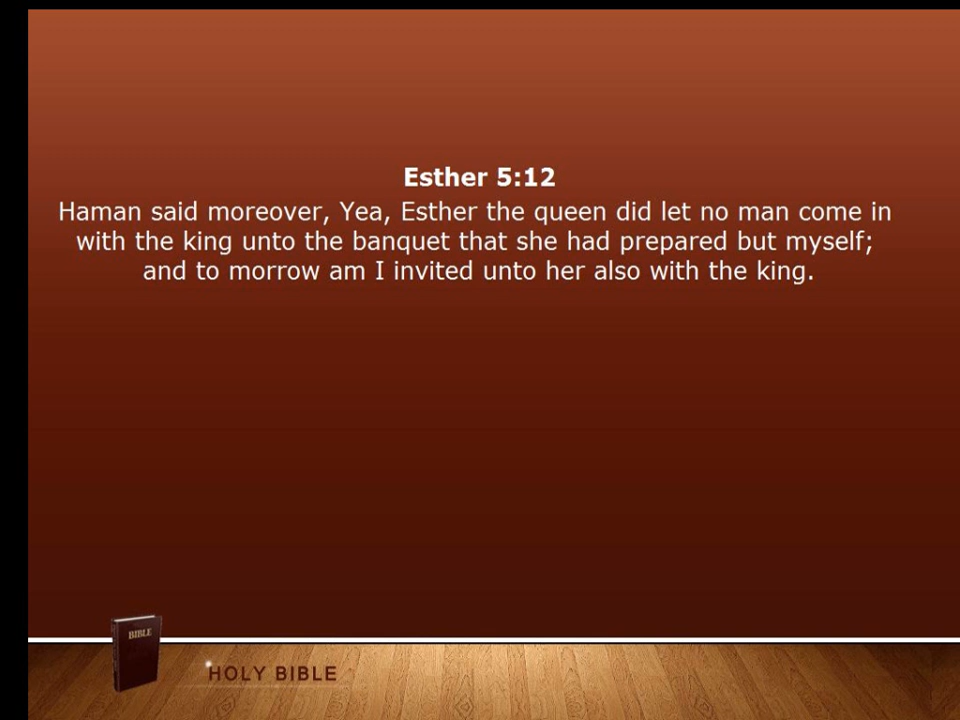 Esther 5:12
Haman said moreover, Yea, Esther the queen did let no man come in
with the king unto the banquet that she had prepared but myself;
and to morrow am I invited unto her also with the king.
BIBLE
HOLY BIBLE